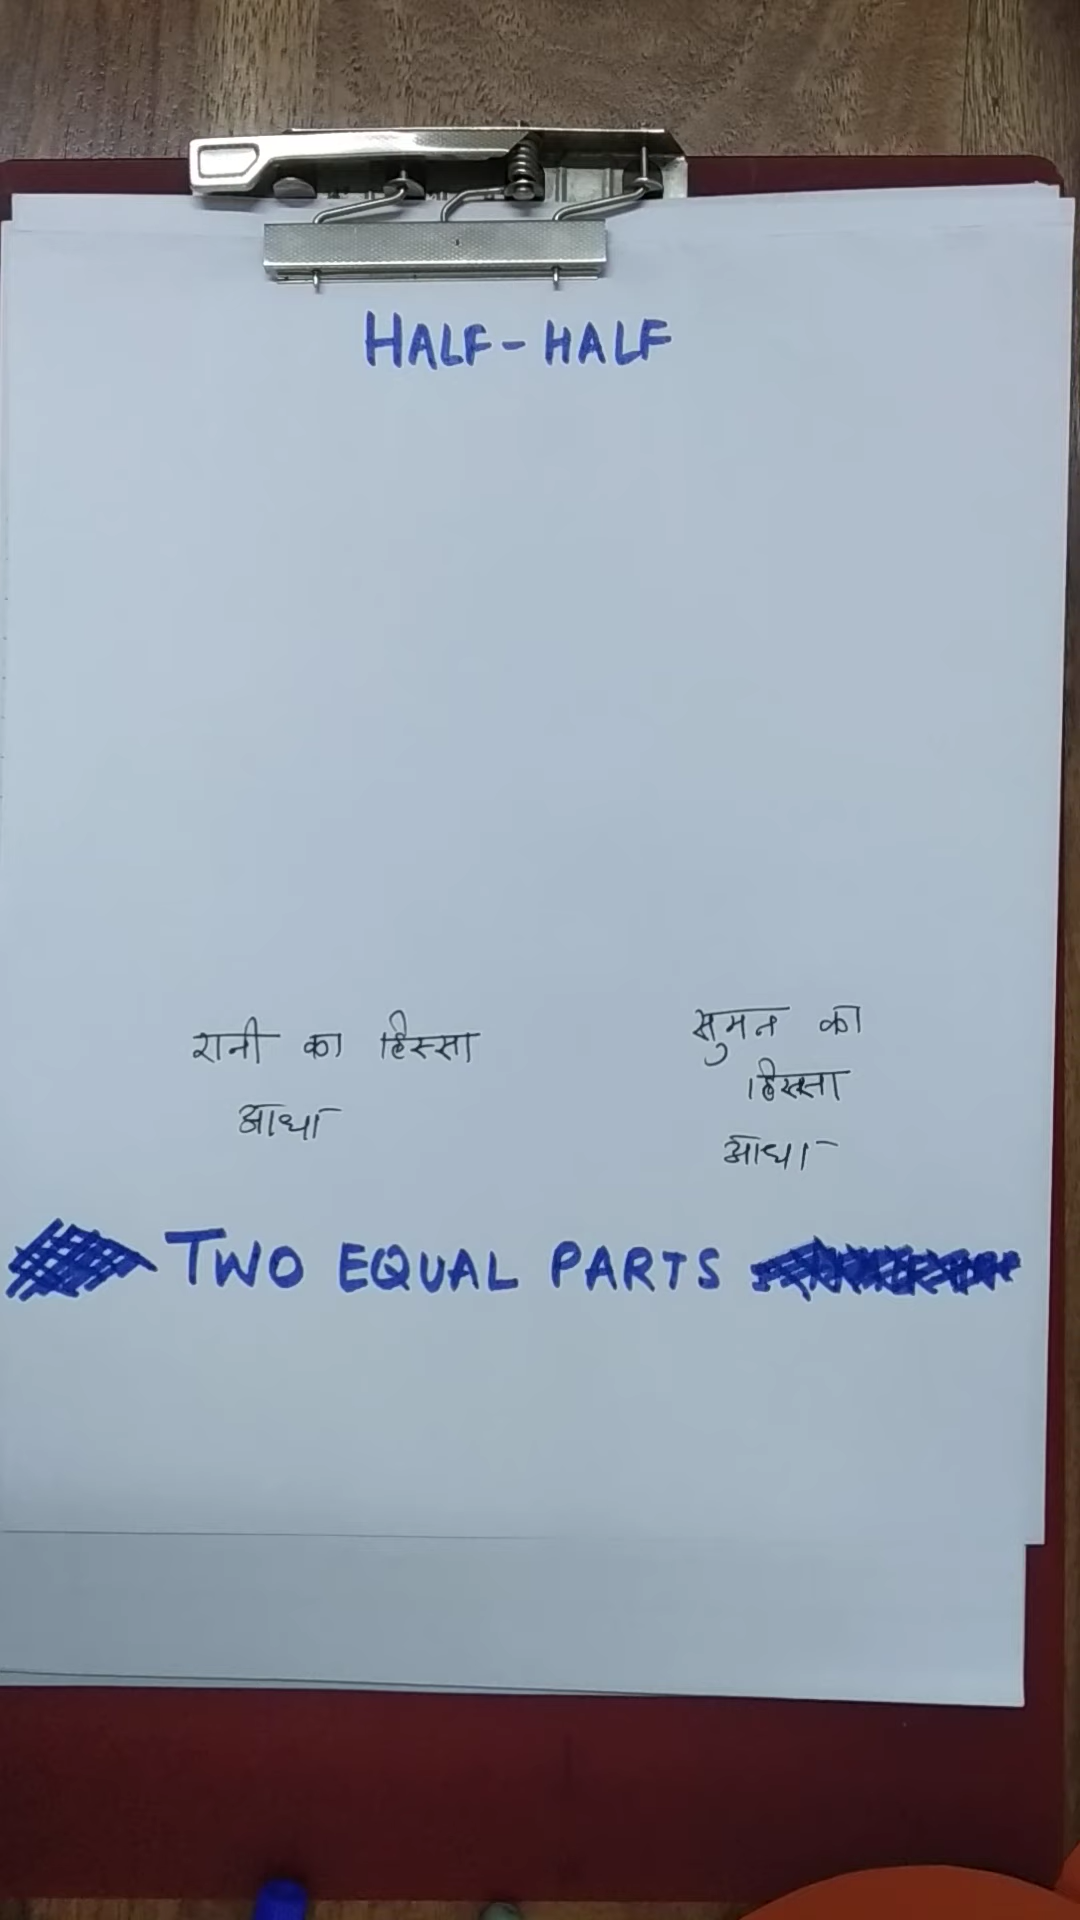 HALF - HALF
रानी का हिस्सा
आधा
सुमन का
हिस्सा
आधा
TWO EQUAL PARTS